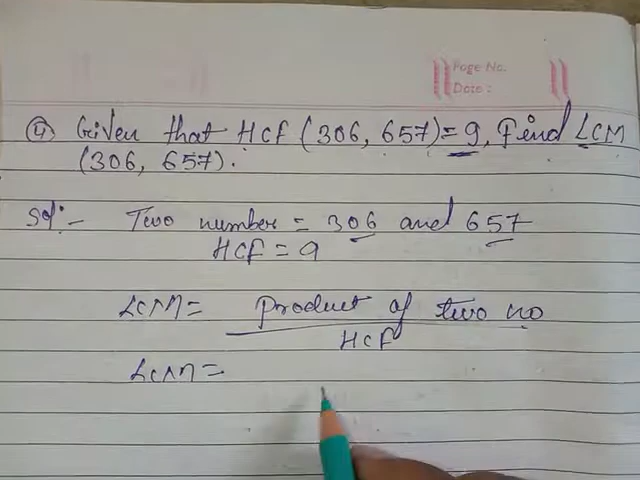 Page No.
Date :
(4) Given that HCF (306, 657) = 9, Find LCM
(306, 657).
Sol:- Two number = 306 and 657
HCF = 9
LCM = Product of two no
HCF
LCM =